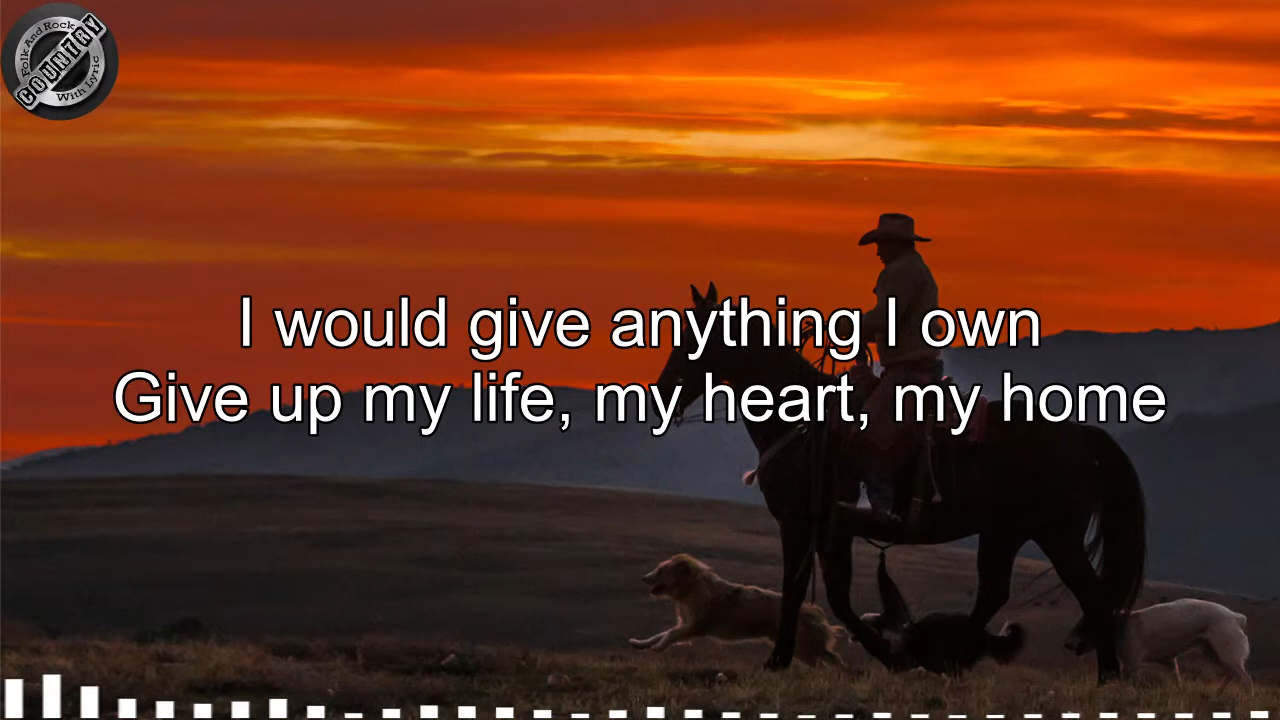 Folk And Rock
COUNTRY
With Lyric
I would give anything I own
Give up my life, my heart, my home